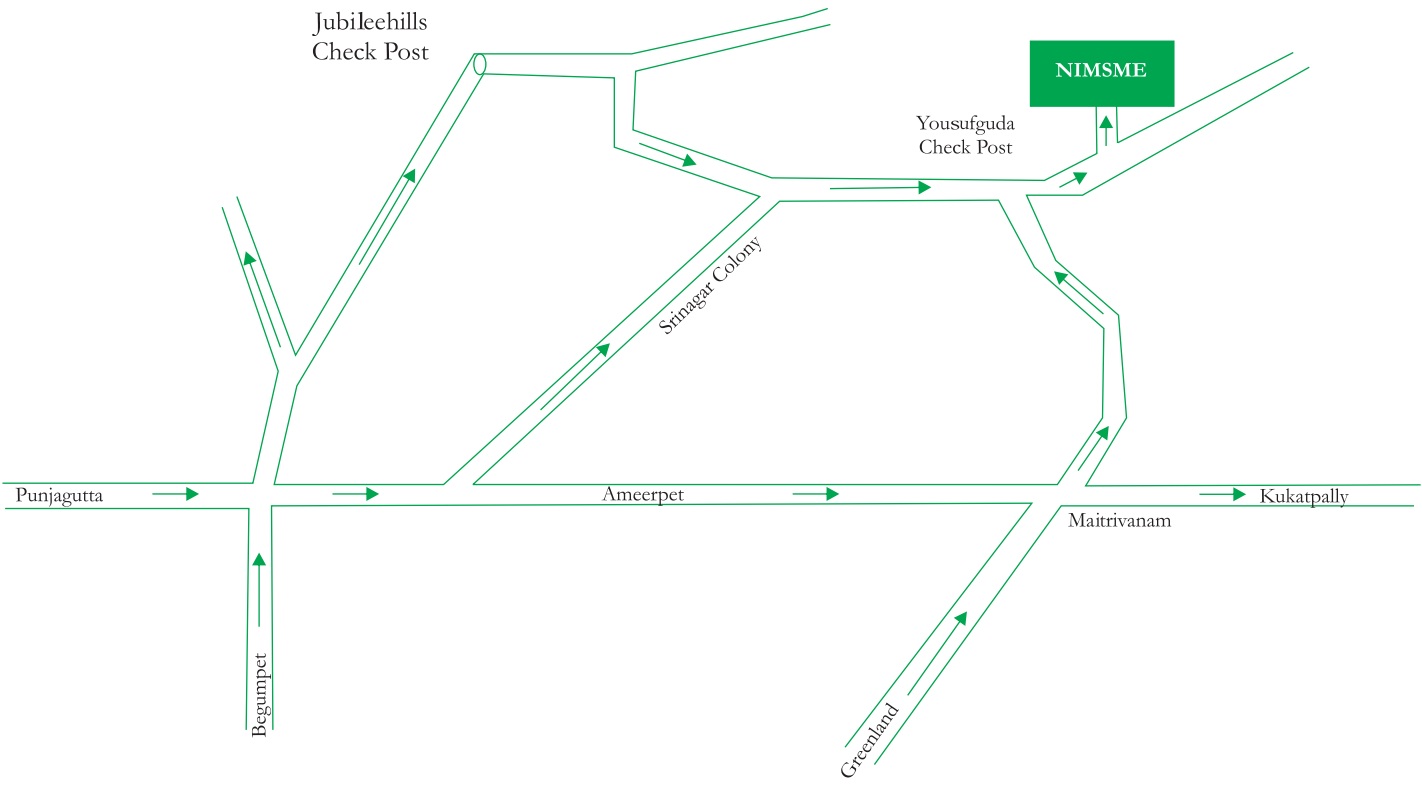 Jubileehills
Check Post
NIMSME
Yousufguda
Check Post
Srinagar Colony
Punjagutta
Ameerpet
Kukatpally
Maitrivanam
Begumpet
Greenland